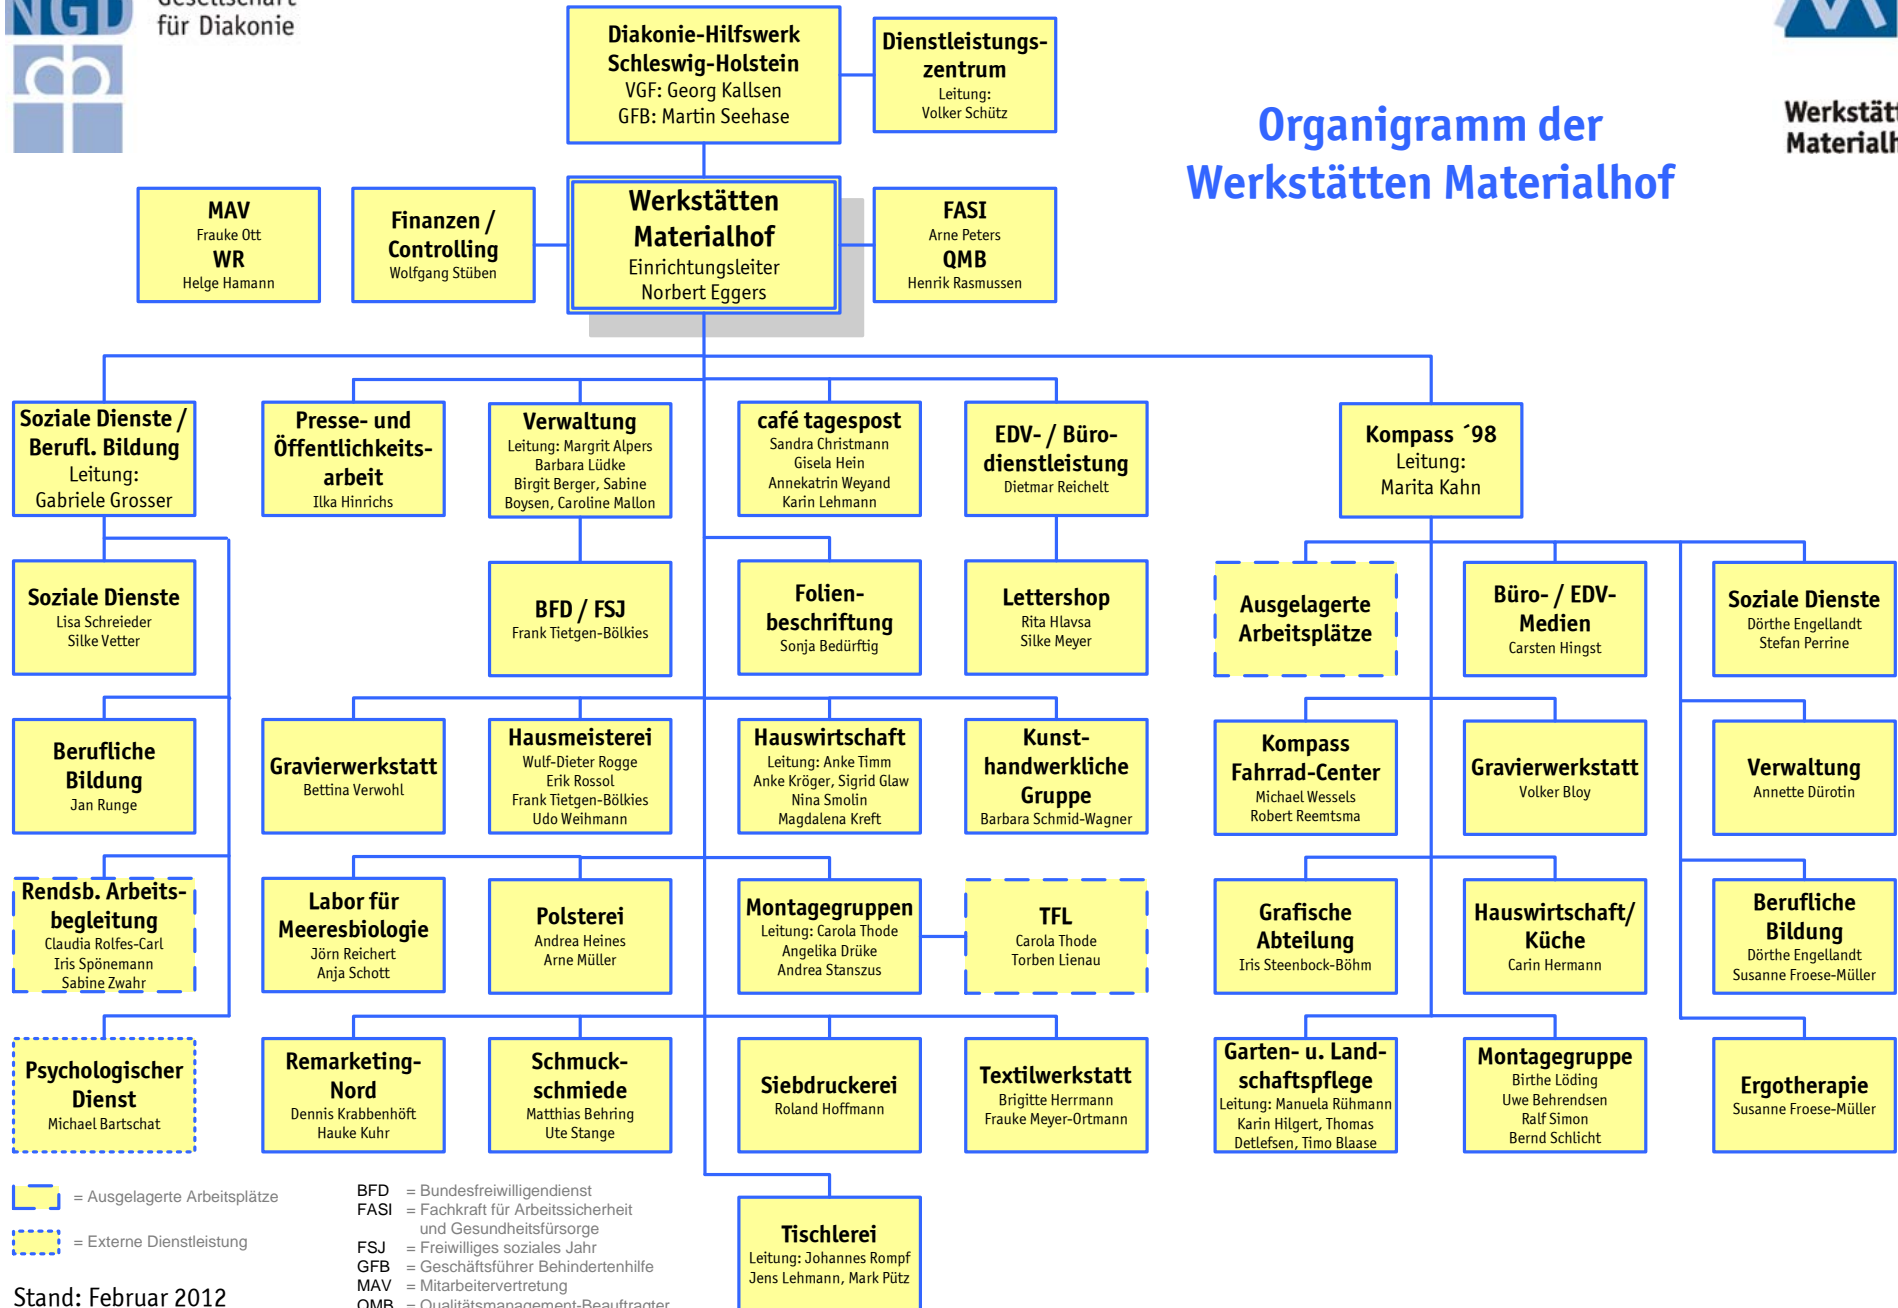 NGD
für Diakonie
Diakonie-Hilfswerk
Schleswig-Holstein
VGF: Georg Kallsen
GFB: Martin Seehase
Dienstleistungs-
zentrum
Leitung:
Volker Schütz
Organigramm der
Werkstätten Materialhof
MAV
Frauke Ott
WR
Helge Hamann
Finanzen /
Controlling
Wolfgang Stüben
Werkstätten
Materialhof
Einrichtungsleiter
Norbert Eggers
FASI
Arne Peters
QMB
Henrik Rasmussen
Soziale Dienste /
Berufl. Bildung
Leitung:
Gabriele Grosser
Presse- und
Öffentlichkeits-
arbeit
Ilka Hinrichs
Verwaltung
Leitung: Margrit Alpers
Barbara Lüdke
Birgit Berger, Sabine
Boysen, Caroline Mallon
café tagespost
Sandra Christmann
Gisela Hein
Annekatrin Weyand
Karin Lehmann
EDV- / Büro-
dienstleistung
Dietmar Reichelt
Kompass ´98
Leitung:
Marita Kahn
Soziale Dienste
Lisa Schreieder
Silke Vetter
BFD / FSJ
Frank Tietgen-Bölkies
Folien-
beschriftung
Sonja Bedürftig
Lettershop
Rita Hlavsa
Silke Meyer
Ausgelagerte
Arbeitsplätze
Büro- / EDV-
Medien
Carsten Hingst
Soziale Dienste
Dörthe Engellandt
Stefan Perrine
Berufliche
Bildung
Jan Runge
Gravierwerkstatt
Bettina Verwohl
Hausmeisterei
Wulf-Dieter Rogge
Erik Rossol
Frank Tietgen-Bölkies
Udo Weihmann
Hauswirtschaft
Leitung: Anke Timm
Anke Kröger, Sigrid Glaw
Nina Smolin
Magdalena Kreft
Kunst-
handwerkliche
Gruppe
Barbara Schmid-Wagner
Kompass
Fahrrad-Center
Michael Wessels
Robert Reemtsma
Gravierwerkstatt
Volker Bloy
Verwaltung
Annette Dürotin
Rendsb. Arbeits-
begleitung
Claudia Rolfes-Carl
Iris Spönemann
Sabine Zwahr
Labor für
Meeresbiologie
Jörn Reichert
Anja Schott
Polsterei
Andrea Heines
Arne Müller
Montagegruppen
Leitung: Carola Thode
Angelika Drüke
Andrea Stanszus
TFL
Carola Thode
Torben Lienau
Grafische
Abteilung
Iris Steenbock-Böhm
Hauswirtschaft/
Küche
Carin Hermann
Berufliche
Bildung
Dörthe Engellandt
Susanne Froese-Müller
Psychologischer
Dienst
Michael Bartschat
Remarketing-
Nord
Dennis Krabbenhöft
Hauke Kuhr
Schmuck-
schmiede
Matthias Behring
Ute Stange
Siebdruckerei
Roland Hoffmann
Textilwerkstatt
Brigitte Herrmann
Frauke Meyer-Ortmann
Garten- u. Land-
schaftspflege
Leitung: Manuela Rühmann
Karin Hilgert, Thomas
Detlefsen, Timo Blaase
Montagegruppe
Birthe Löding
Uwe Behrendsen
Ralf Simon
Bernd Schlicht
Ergotherapie
Susanne Froese-Müller
Tischlerei
Leitung: Johannes Rompf
Jens Lehmann, Mark Pütz
= Ausgelagerte Arbeitsplätze
= Externe Dienstleistung
Stand: Februar 2012
BFD = Bundesfreiwilligendienst
FASI = Fachkraft für Arbeitssicherheit
und Gesundheitsfürsorge
FSJ = Freiwilliges soziales Jahr
GFB = Geschäftsführer Behindertenhilfe
MAV = Mitarbeitervertretung
QMB = Qualitätsmanagement-Beauftragter